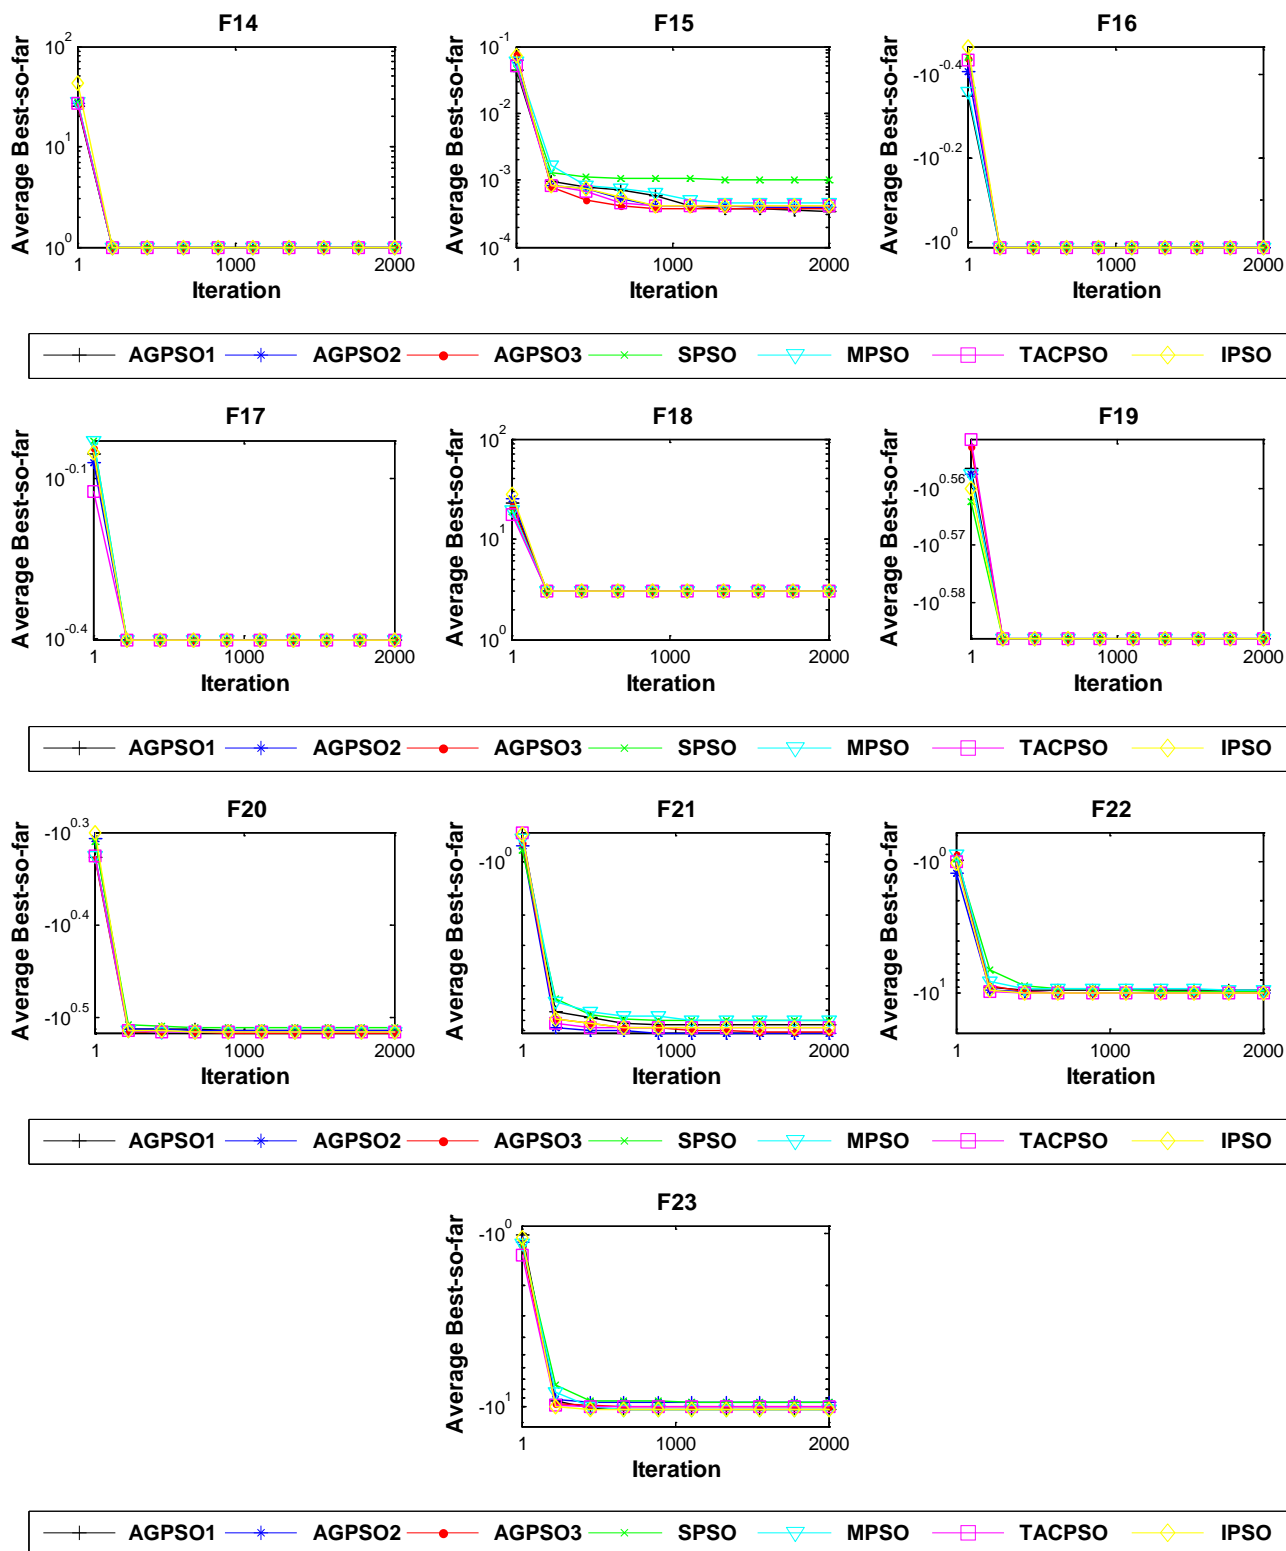 F14
F15
F16
Average Best-so-far
10^2
10^1
10^0
1
1000
2000
Iteration
Average Best-so-far
10^-1
10^-2
10^-3
10^-4
1
1000
2000
Iteration
Average Best-so-far
-10^-0.4
-10^-0.2
-10^0
1
1000
2000
Iteration
AGPSO1 AGPSO2 AGPSO3 SPSO MPSO TACPSO IPSO
F17
F18
F19
Average Best-so-far
10^-0.1
10^-0.4
1
1000
2000
Iteration
Average Best-so-far
10^2
10^1
10^0
1
1000
2000
Iteration
Average Best-so-far
-10^0.56
-10^0.57
-10^0.58
1
1000
2000
Iteration
AGPSO1 AGPSO2 AGPSO3 SPSO MPSO TACPSO IPSO
F20
F21
F22
Average Best-so-far
-10^0.3
-10^0.4
-10^0.5
1
1000
2000
Iteration
Average Best-so-far
-10^0
1
1000
2000
Iteration
Average Best-so-far
-10^0
-10^1
1
1000
2000
Iteration
AGPSO1 AGPSO2 AGPSO3 SPSO MPSO TACPSO IPSO
F23
Average Best-so-far
-10^0
-10^1
1
1000
2000
Iteration
AGPSO1 AGPSO2 AGPSO3 SPSO MPSO TACPSO IPSO